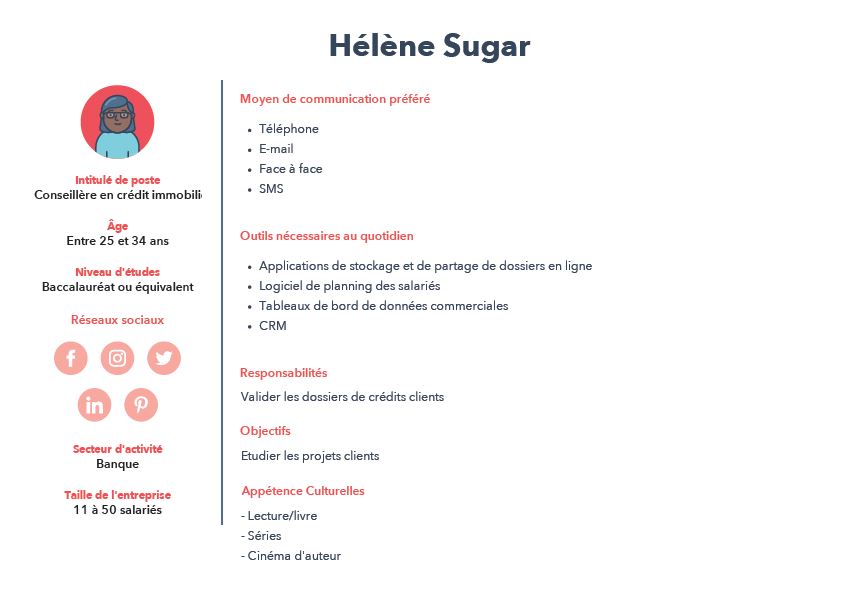 Hélène Sugar
Intitulé de poste
Conseillère en crédit immobili
Âge
Entre 25 et 34 ans
Niveau d'études
Baccalauréat ou équivalent
Réseaux sociaux
Secteur d'activité
Banque
Taille de l'entreprise
11 à 50 salariés
Moyen de communication préféré
• Téléphone
• E-mail
• Face à face
• SMS
Outils nécessaires au quotidien
• Applications de stockage et de partage de dossiers en ligne
• Logiciel de planning des salariés
• Tableaux de bord de données commerciales
• CRM
Responsabilités
Valider les dossiers de crédits clients
Objectifs
Etudier les projets clients
Appétence Culturelles
- Lecture/livre
- Séries
- Cinéma d'auteur